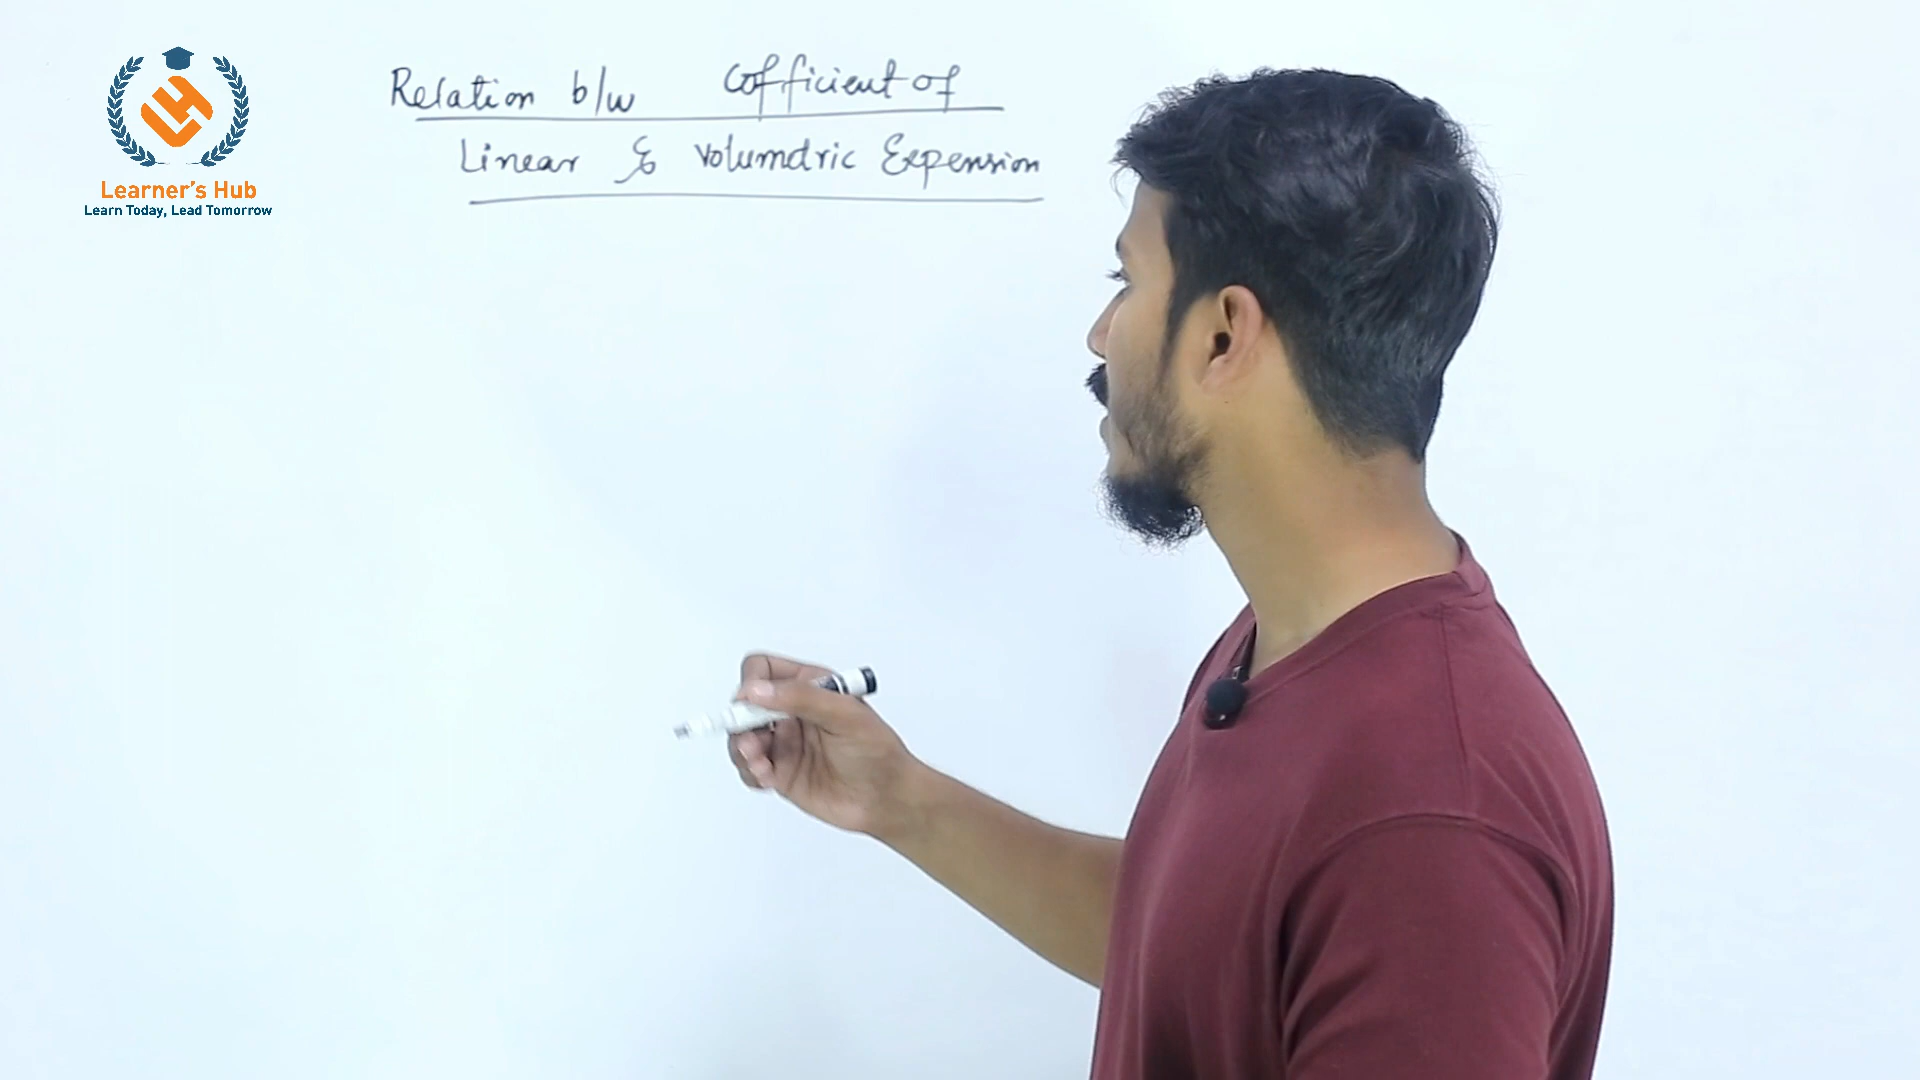 Learner's Hub
Learn Today, Lead Tomorrow
Relation b/w Cofficient of
Linear & Volumetric Expension